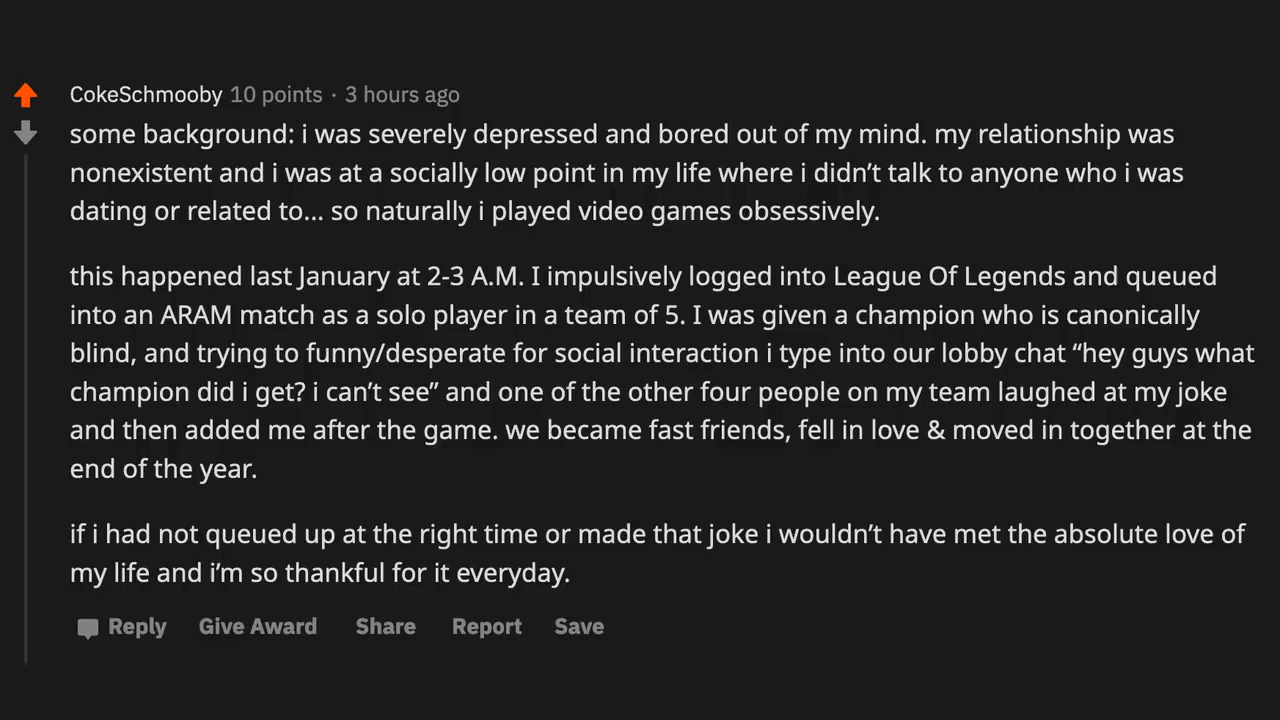 CokeSchmooby 10 points · 3 hours ago
some background: i was severely depressed and bored out of my mind. my relationship was
nonexistent and i was at a socially low point in my life where i didn’t talk to anyone who i was
dating or related to... so naturally i played video games obsessively.
this happened last January at 2-3 A.M. I impulsively logged into League Of Legends and queued
into an ARAM match as a solo player in a team of 5. I was given a champion who is canonically
blind, and trying to funny/desperate for social interaction i type into our lobby chat “hey guys what
champion did i get? i can’t see” and one of the other four people on my team laughed at my joke
and then added me after the game. we became fast friends, fell in love & moved in together at the
end of the year.
if i had not queued up at the right time or made that joke i wouldn’t have met the absolute love of
my life and i’m so thankful for it everyday.
Reply Give Award Share Report Save